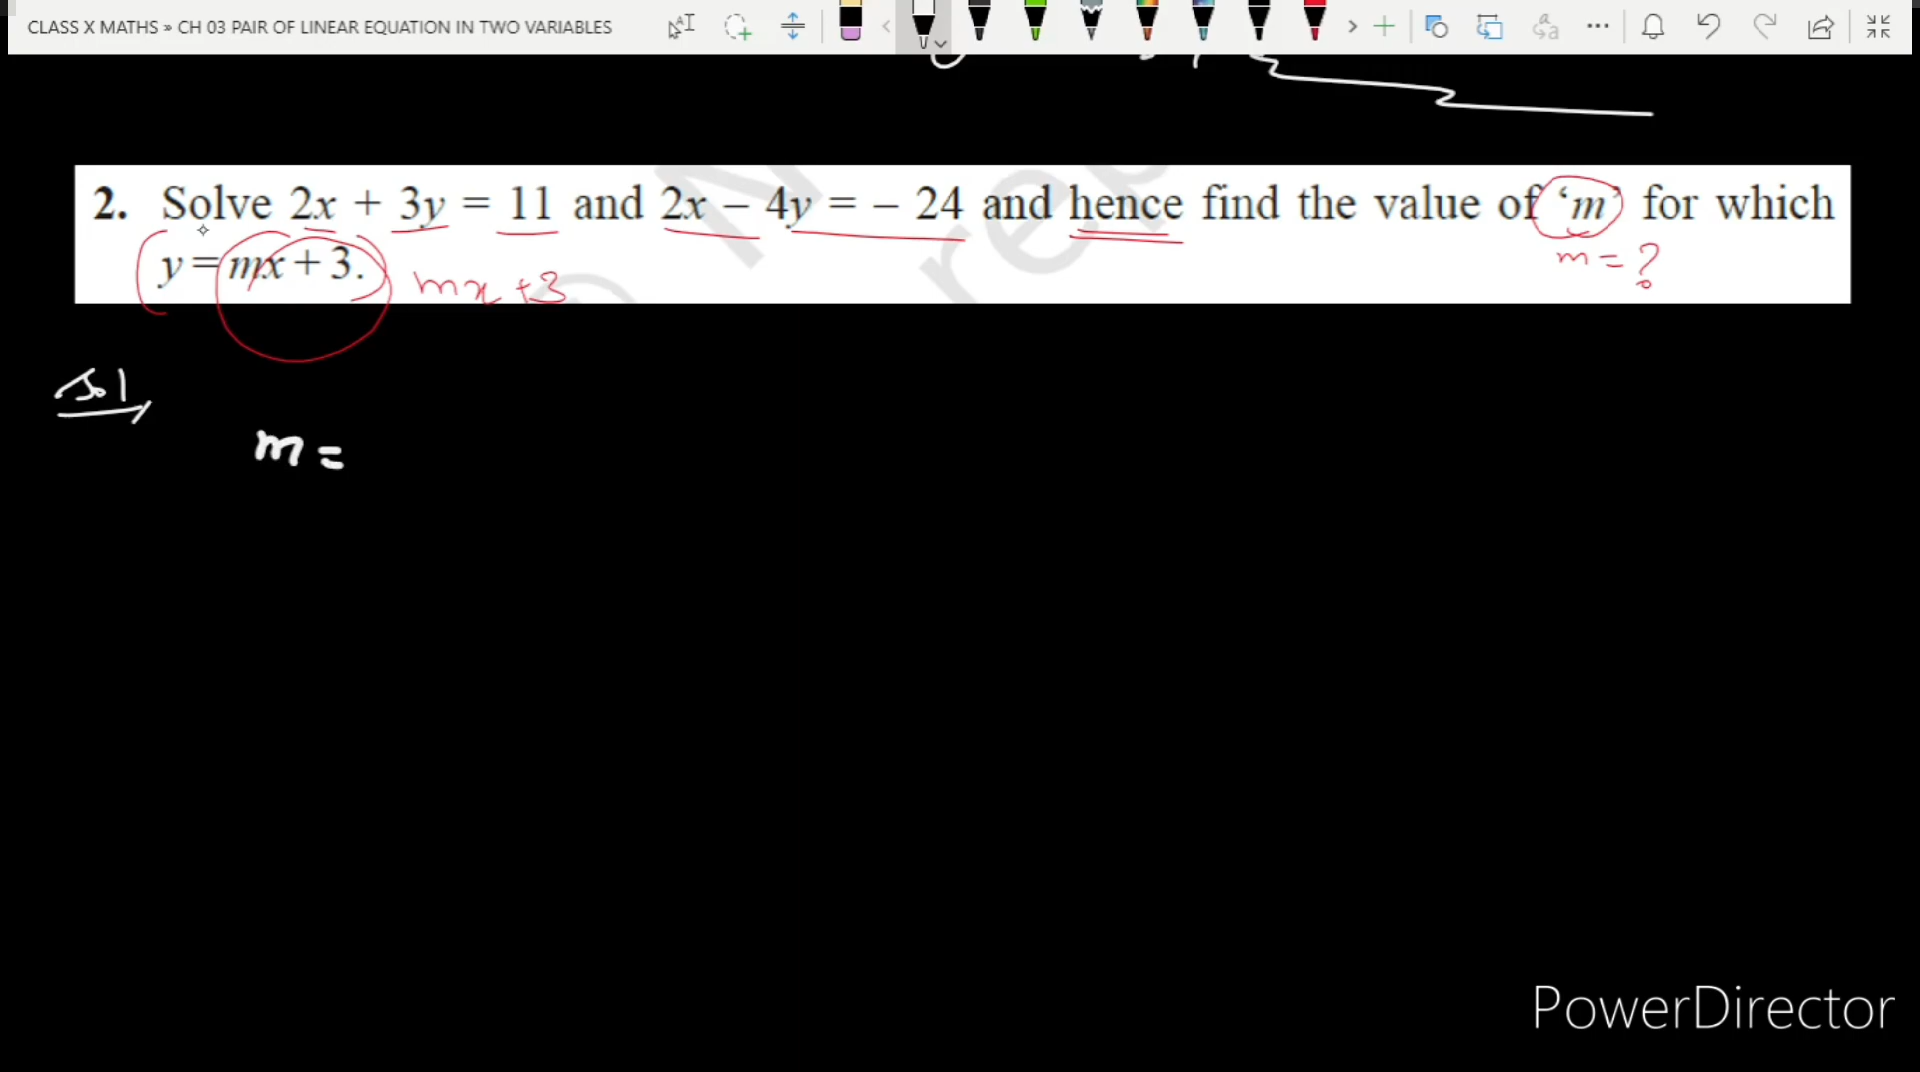 CLASS X MATHS » CH 03 PAIR OF LINEAR EQUATION IN TWO VARIABLES
2. Solve 2x + 3y = 11 and 2x – 4y = – 24 and hence find the value of ‘m’ for which
y = mx + 3.
mx +3
m = ?
Sol,
m =
PowerDirector